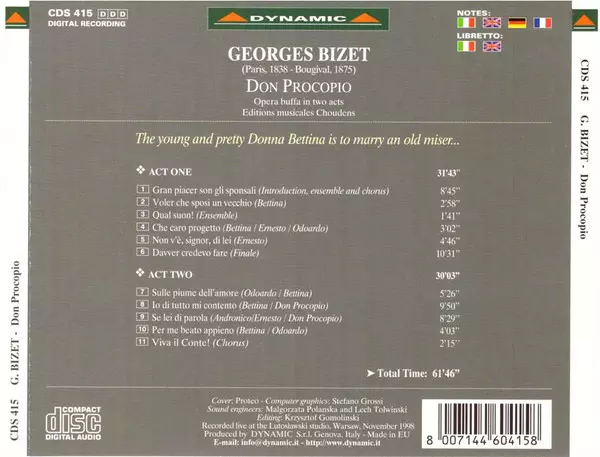 CDS 415 DDD
DIGITAL RECORDING
DYNAMIC
NOTES:
LIBRETTO:
GEORGES BIZET
(Paris, 1838 - Bougival, 1875)
DON PROCOPIO
Opera buffa in two acts
Editions musicales Choudens
The young and pretty Donna Bettina is to marry an old miser...
❖ ACT ONE 31'43"
1 Gran piacer son gli sponsali (Introduction, ensemble and chorus) 8'45"
2 Voler che sposi un vecchio (Bettina) 2'58"
3 Qual suon! (Ensemble) 1'41"
4 Che caro progetto (Bettina / Ernesto / Odoardo) 3'02"
5 Non v'è, signor, di lei (Ernesto) 4'46"
6 Davver credevo fare (Finale) 10'31"
❖ ACT TWO 30'03"
7 Sulle piume dell'amore (Odoardo / Bettina) 5'26"
8 Io di tutto mi contento (Bettina / Don Procopio) 9'50"
9 Se lei di parola (Andronico/Ernesto / Don Procopio) 8'29"
10 Per me beato appieno (Bettina / Odoardo) 4'03"
11 Viva il Conte! (Chorus) 2'15"
➤ Total Time: 61'46"
COMPACT
disc
DIGITAL AUDIO
Cover: Proteo - Computer graphics: Stefano Grossi
Sound engineers: Malgorzata Polanska and Lech Tolwinski
Editing: Krzysztof Gomolinski
Recorded live at the Lutosławski studio, Warsaw, November 1998
Produced by DYNAMIC S.r.l. Genova, Italy - Made in EU
E-mail: info@dynamic.it - http://www.dynamic.it
8 007144 604158
CDS 415 G. BIZET - Don Procopio
CDS 415 G. BIZET - Don Procopio